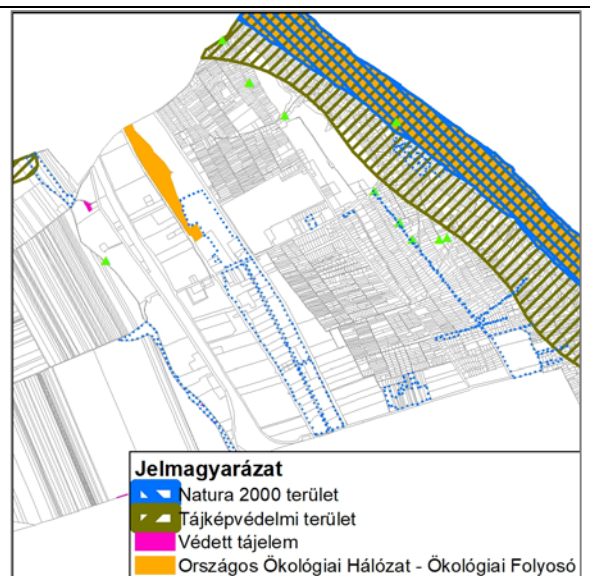 Jelmagyarázat
Natura 2000 terület
Tájképvédelmi terület
Védett tájelem
Országos Ökológiai Hálózat - Ökológiai Folyosó